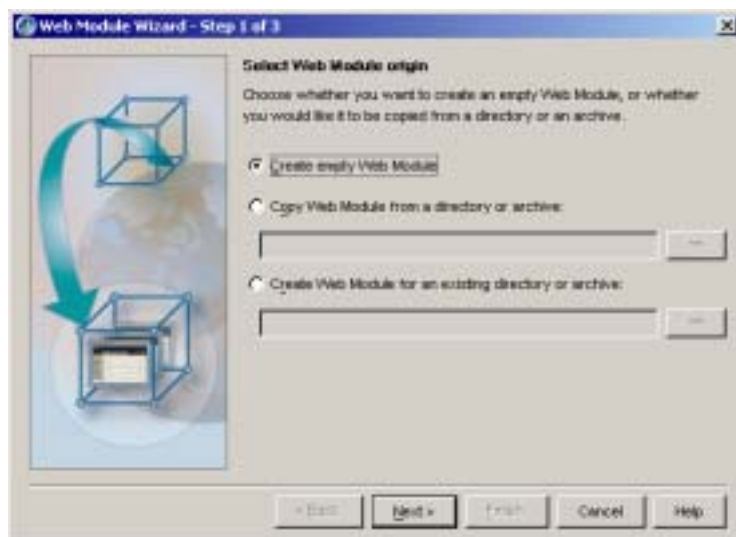 Web Module Wizard - Step 1 of 3
Select Web Module origin
Choose whether you want to create an empty Web Module, or whether
you would like it to be copied from a directory or an archive.
Create empty Web Module
Copy Web Module from a directory or archive:
...
Create Web Module for an existing directory or archive:
...
< Back
Next >
Finish
Cancel
Help